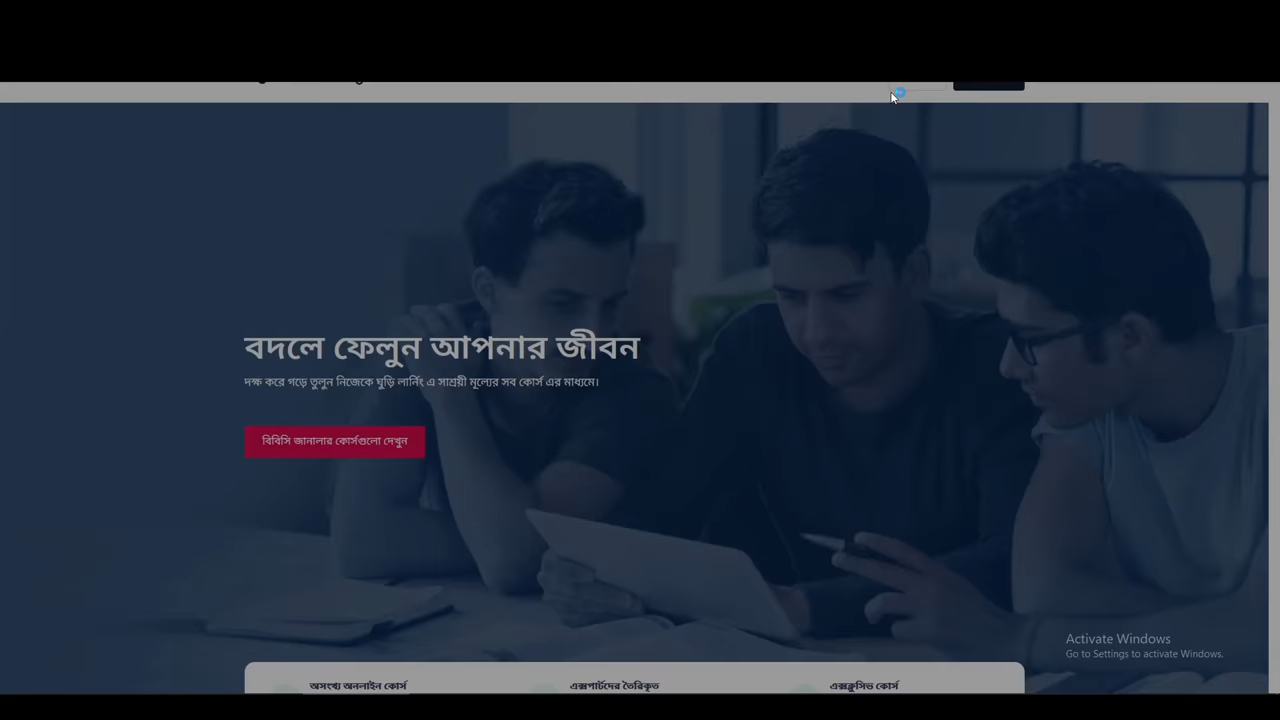 বদলে ফেলুন আপনার জীবন
দক্ষ করে গড়ে তুলুন নিজেকে ঘুড়ি লার্নিং এ সাশ্রয়ী মূল্যের সব কোর্স এর মাধ্যমে।
বিবিসি জানালার কোর্সগুলো দেখুন
Activate Windows
Go to Settings to activate Windows.
অসংখ্য অনলাইন কোর্স
এক্সপার্টদের তৈরিকৃত
এক্সক্লুসিভ কোর্স